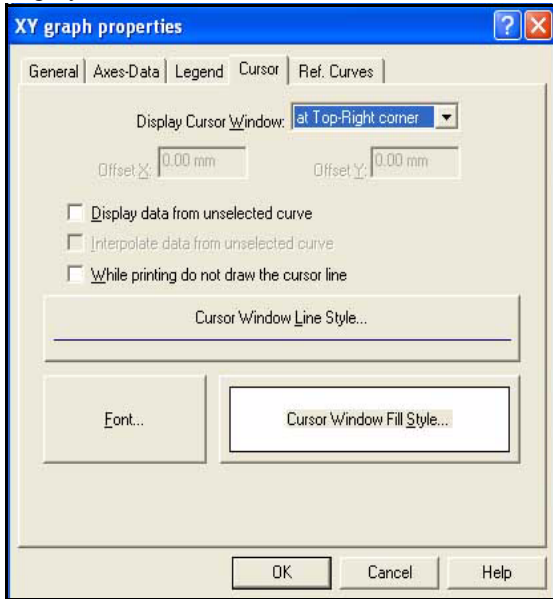 XY graph properties
General Axes-Data Legend Cursor Ref. Curves
Display Cursor Window: at Top-Right corner
Offset X: 0.00 mm Offset Y: 0.00 mm
Display data from unselected curve
Interpolate data from unselected curve
While printing do not draw the cursor line
Cursor Window Line Style...
Font... Cursor Window Fill Style...
OK Cancel Help